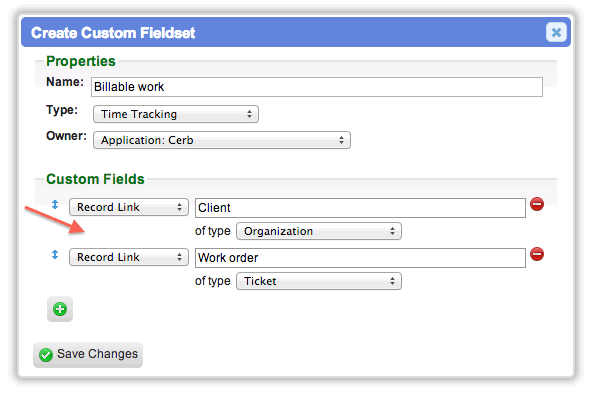 Create Custom Fieldset
Properties
Name: Billable work
Type: Time Tracking
Owner: Application: Cerb
Custom Fields
Record Link Client
of type Organization
Record Link Work order
of type Ticket
Save Changes